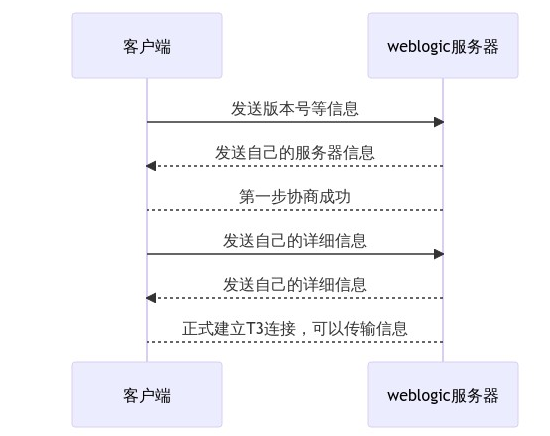 客户端
weblogic服务器
发送版本号等信息
发送自己的服务器信息
第一步协商成功
发送自己的详细信息
发送自己的详细信息
正式建立T3连接，可以传输信息
客户端
weblogic服务器